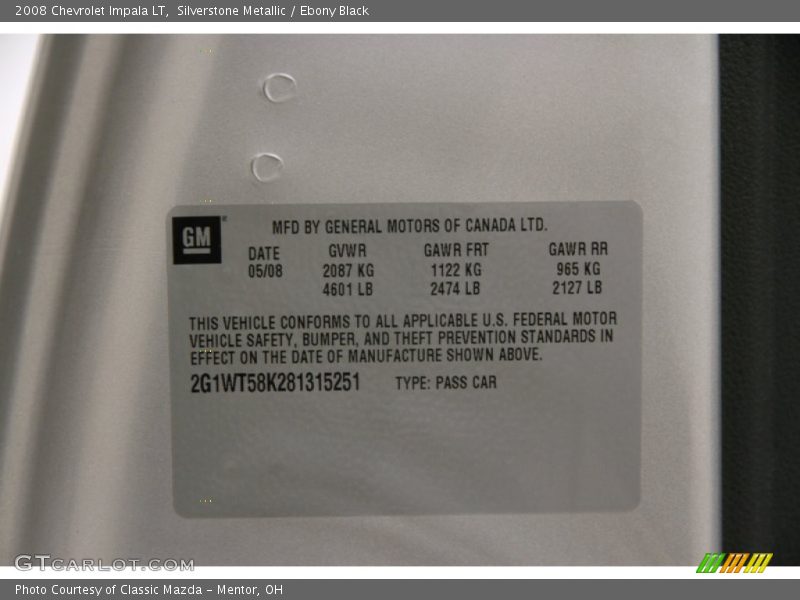 2008 Chevrolet Impala LT, Silverstone Metallic / Ebony Black
GM
MFD BY GENERAL MOTORS OF CANADA LTD.
DATE GVWR GAWR FRT GAWR RR
05/08 2087 KG 1122 KG 965 KG
4601 LB 2474 LB 2127 LB
THIS VEHICLE CONFORMS TO ALL APPLICABLE U.S. FEDERAL MOTOR
VEHICLE SAFETY, BUMPER, AND THEFT PREVENTION STANDARDS IN
EFFECT ON THE DATE OF MANUFACTURE SHOWN ABOVE.
2G1WT58K281315251 TYPE: PASS CAR
GTCARLOT.COM
Photo Courtesy of Classic Mazda - Mentor, OH